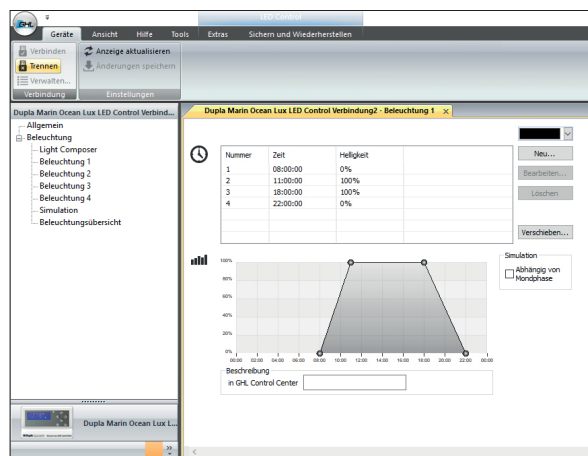 GHL
LED Control
Geräte Ansicht Hilfe Tools Extras Sichern und Wiederherstellen
Verbinden
Trennen
Verwalten...
Verbindung
Anzeige aktualisieren
Änderungen speichern
Einstellungen
Dupla Marin Ocean Lux LED Control Verbind...
Allgemein
Beleuchtung
Light Composer
Beleuchtung 1
Beleuchtung 2
Beleuchtung 3
Beleuchtung 4
Simulation
Beleuchtungsübersicht
Dupla Marin Ocean Lux L...
Dupla Marin Ocean Lux LED Control Verbindung2 - Beleuchtung 1
Nummer Zeit Helligkeit
1 08:00:00 0%
2 11:00:00 100%
3 18:00:00 100%
4 22:00:00 0%
Neu...
Bearbeiten...
Löschen
Verschieben...
100%
80%
60%
40%
20%
0%
00:00 02:00 04:00 06:00 08:00 10:00 12:00 14:00 16:00 18:00 20:00 22:00 00:00
Simulation
Abhängig von
Mondphase
Beschreibung
in GHL Control Center